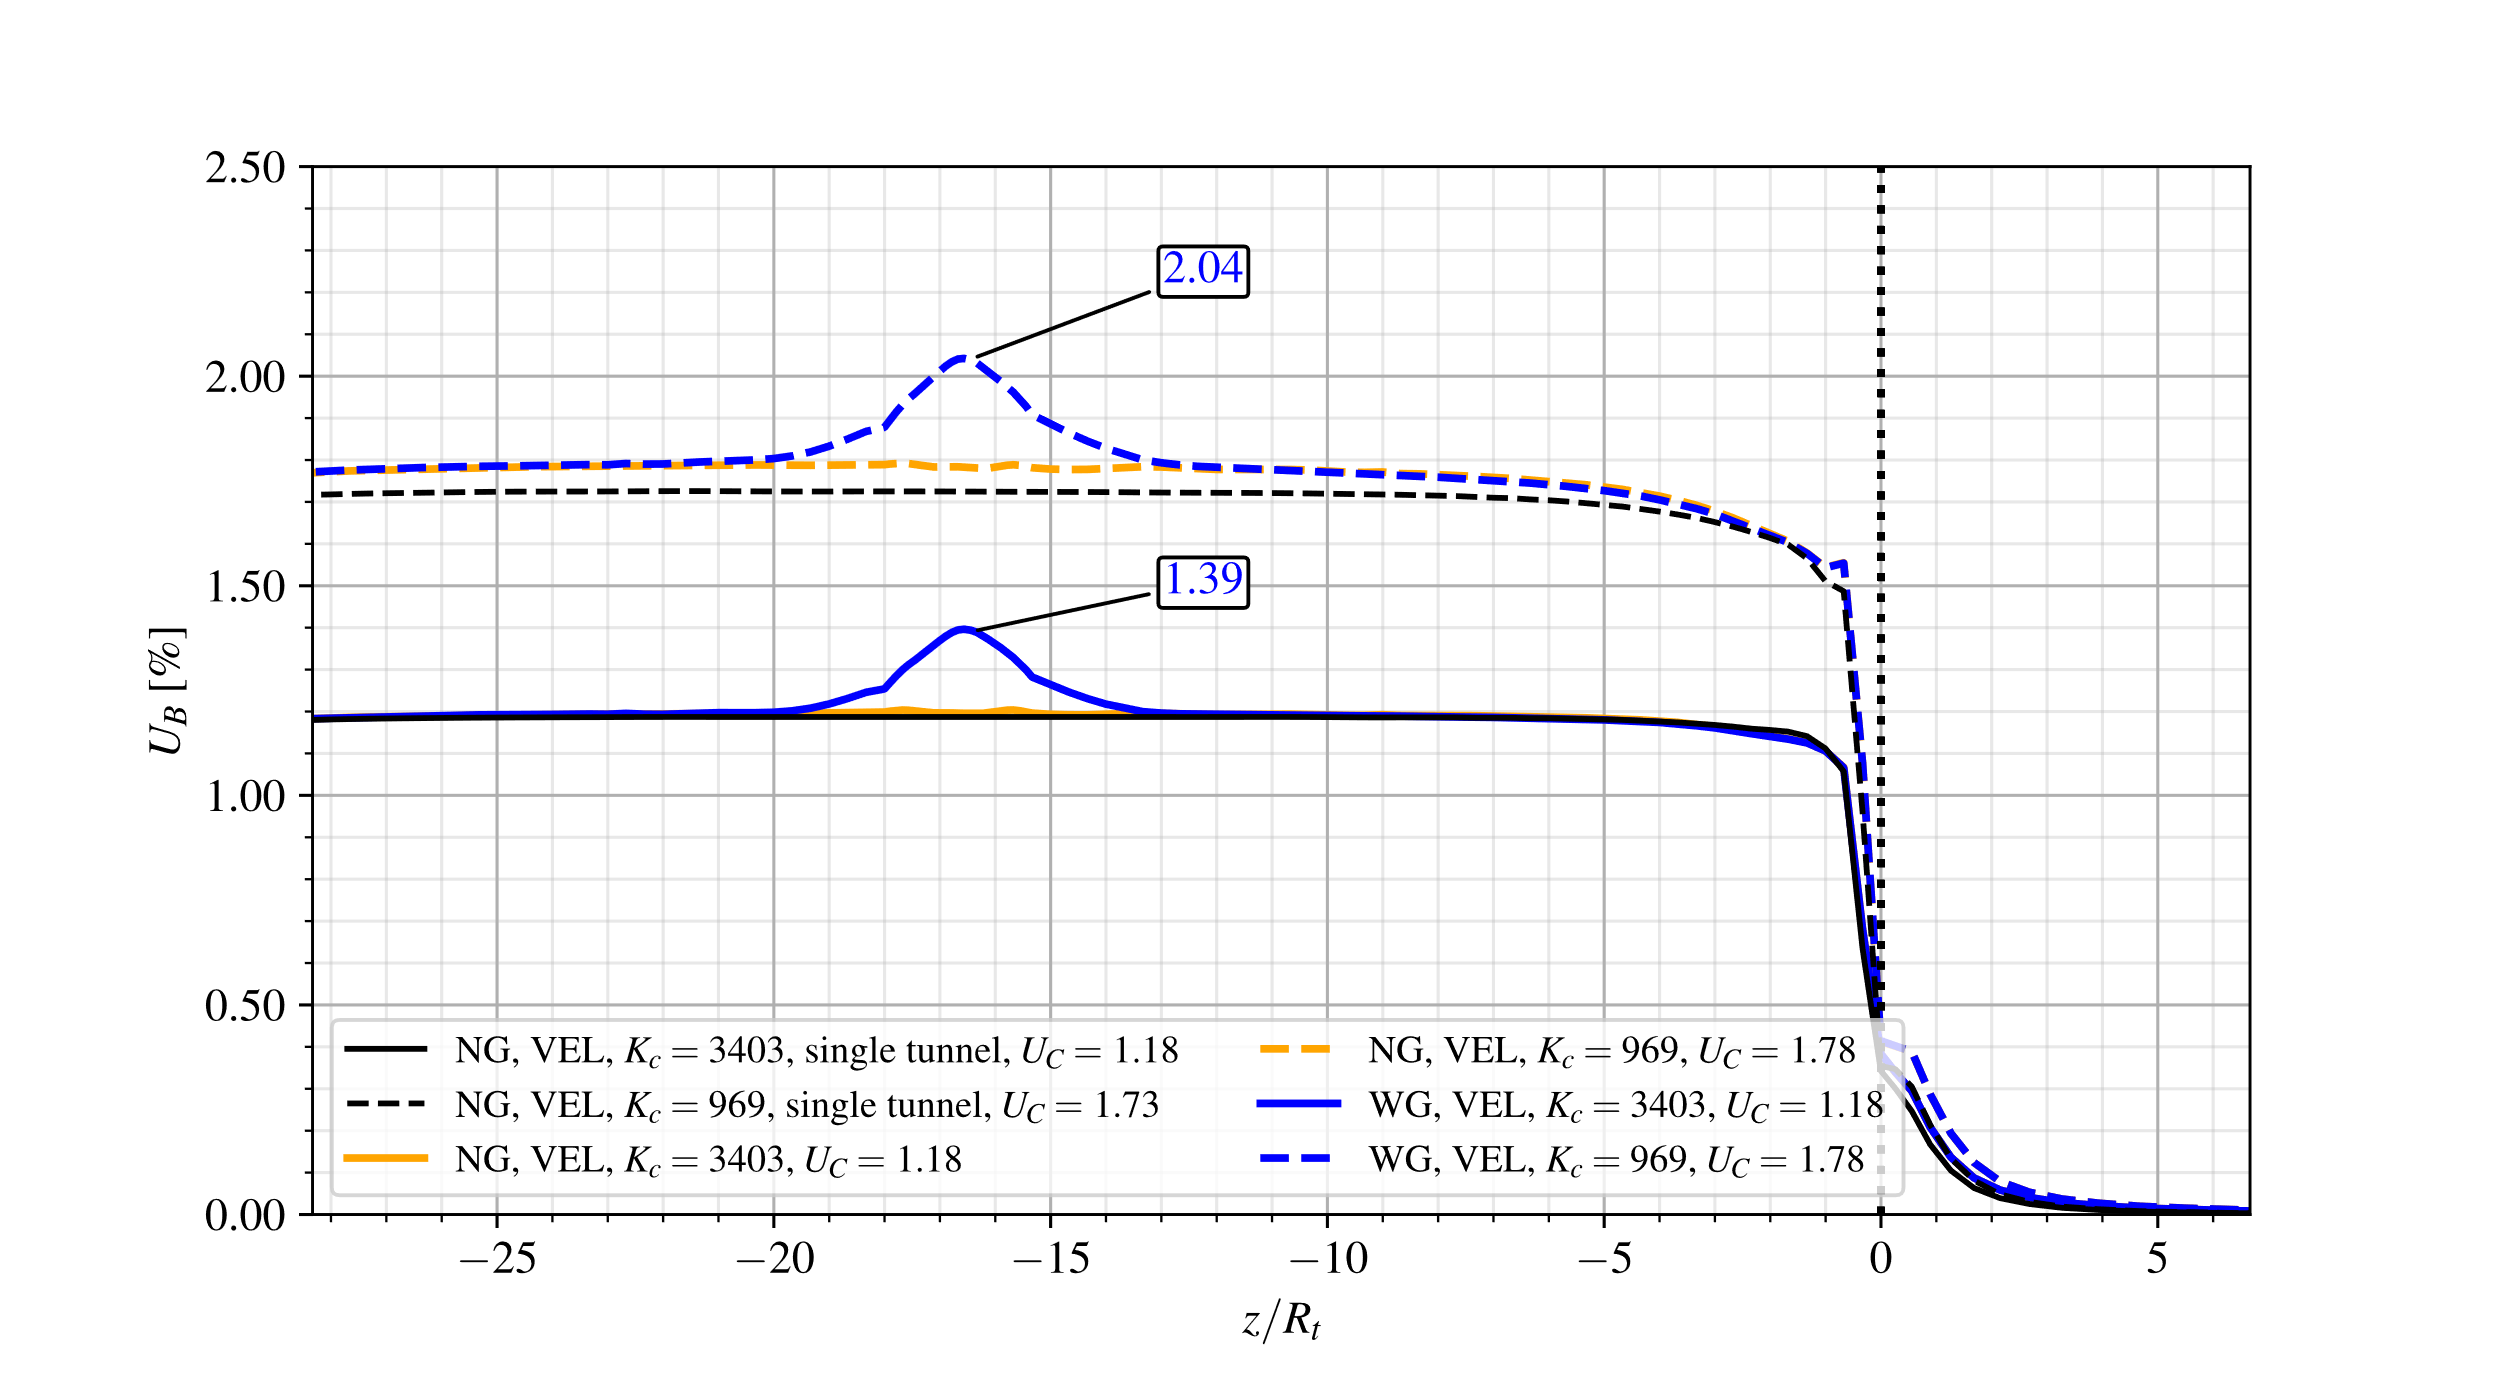 2.50
2.00
1.50
1.00
0.50
0.00
U_B [%]
2.04
1.39
NG, VEL, K_c = 3403, single tunnel, U_C = 1.18
NG, VEL, K_c = 969, single tunnel, U_C = 1.73
NG, VEL, K_c = 3403, U_C = 1.18
NG, VEL, K_c = 969, U_C = 1.78
WG, VEL, K_c = 3403, U_C = 1.18
WG, VEL, K_c = 969, U_C = 1.78
−25 −20 −15 −10 −5 0 5
z/R_t